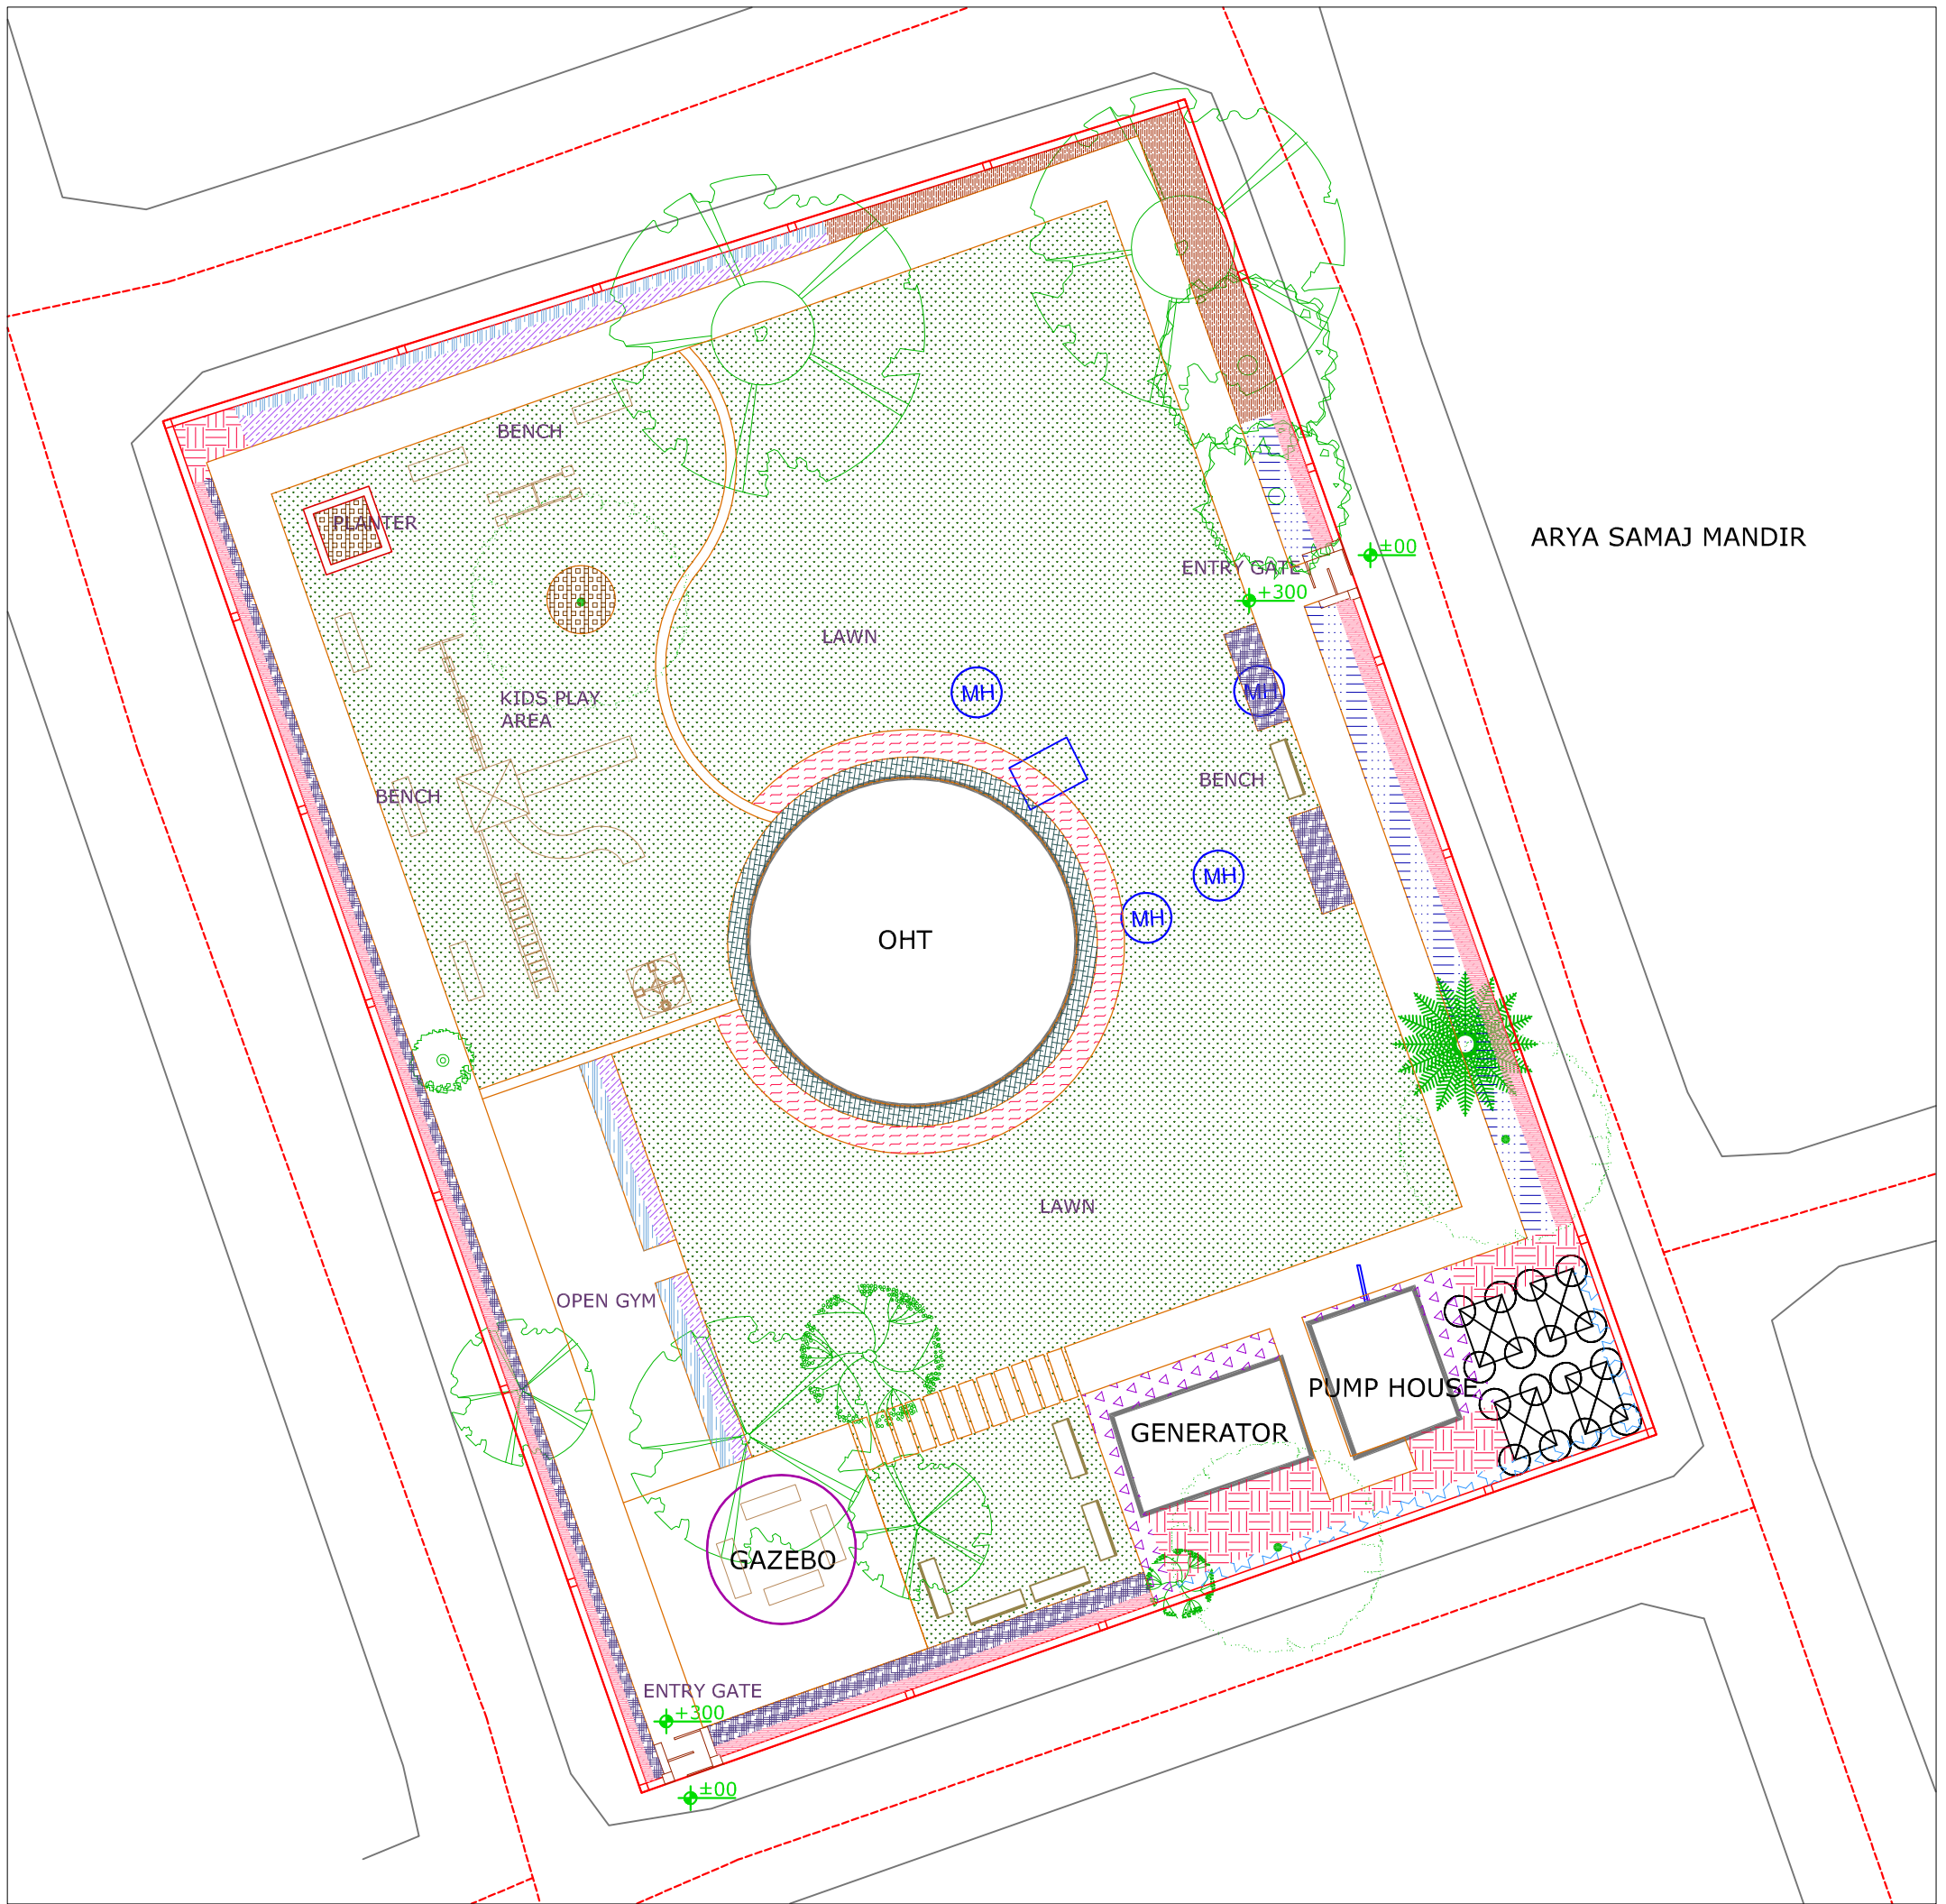 BENCH
PLANTER
ARYA SAMAJ MANDIR
±00
ENTRY GATE
+300
LAWN
KIDS PLAY
AREA
MH
MH
BENCH
BENCH
MH
MH
OHT
LAWN
OPEN GYM
PUMP HOUSE
GENERATOR
GAZEBO
ENTRY GATE
+300
±00